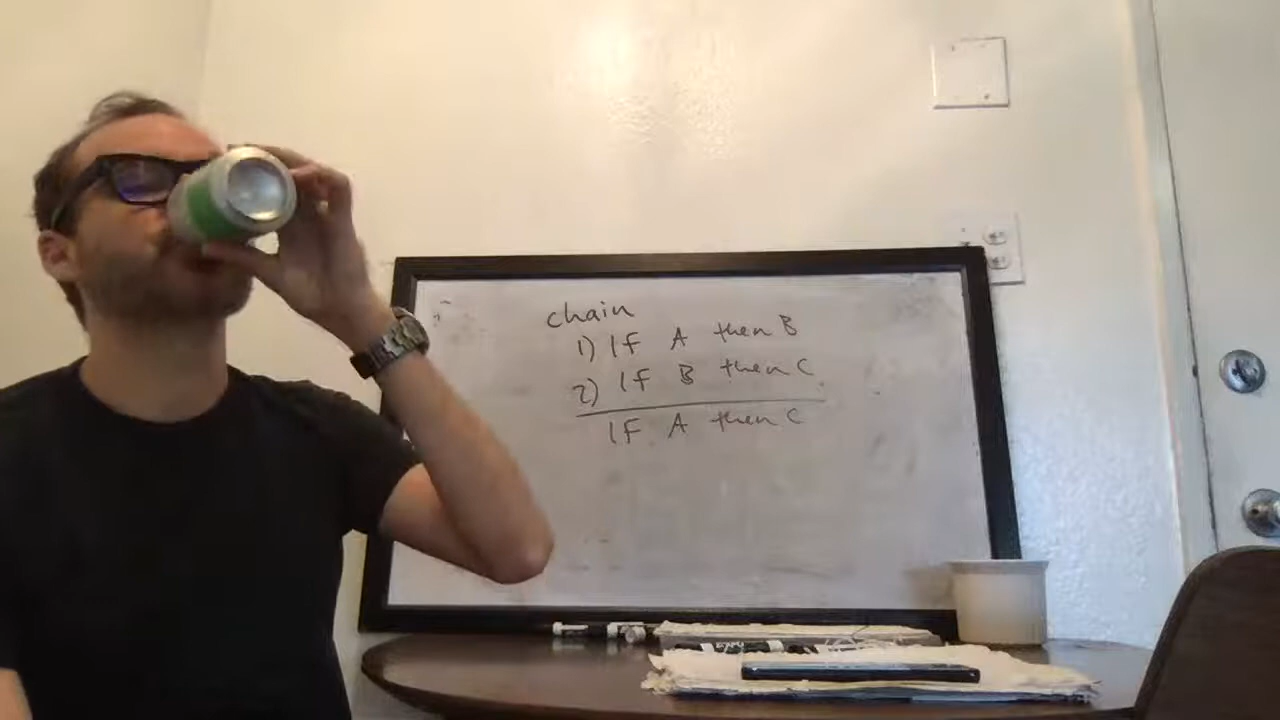 chain
1) If A then B
2) If B then C
If A then C